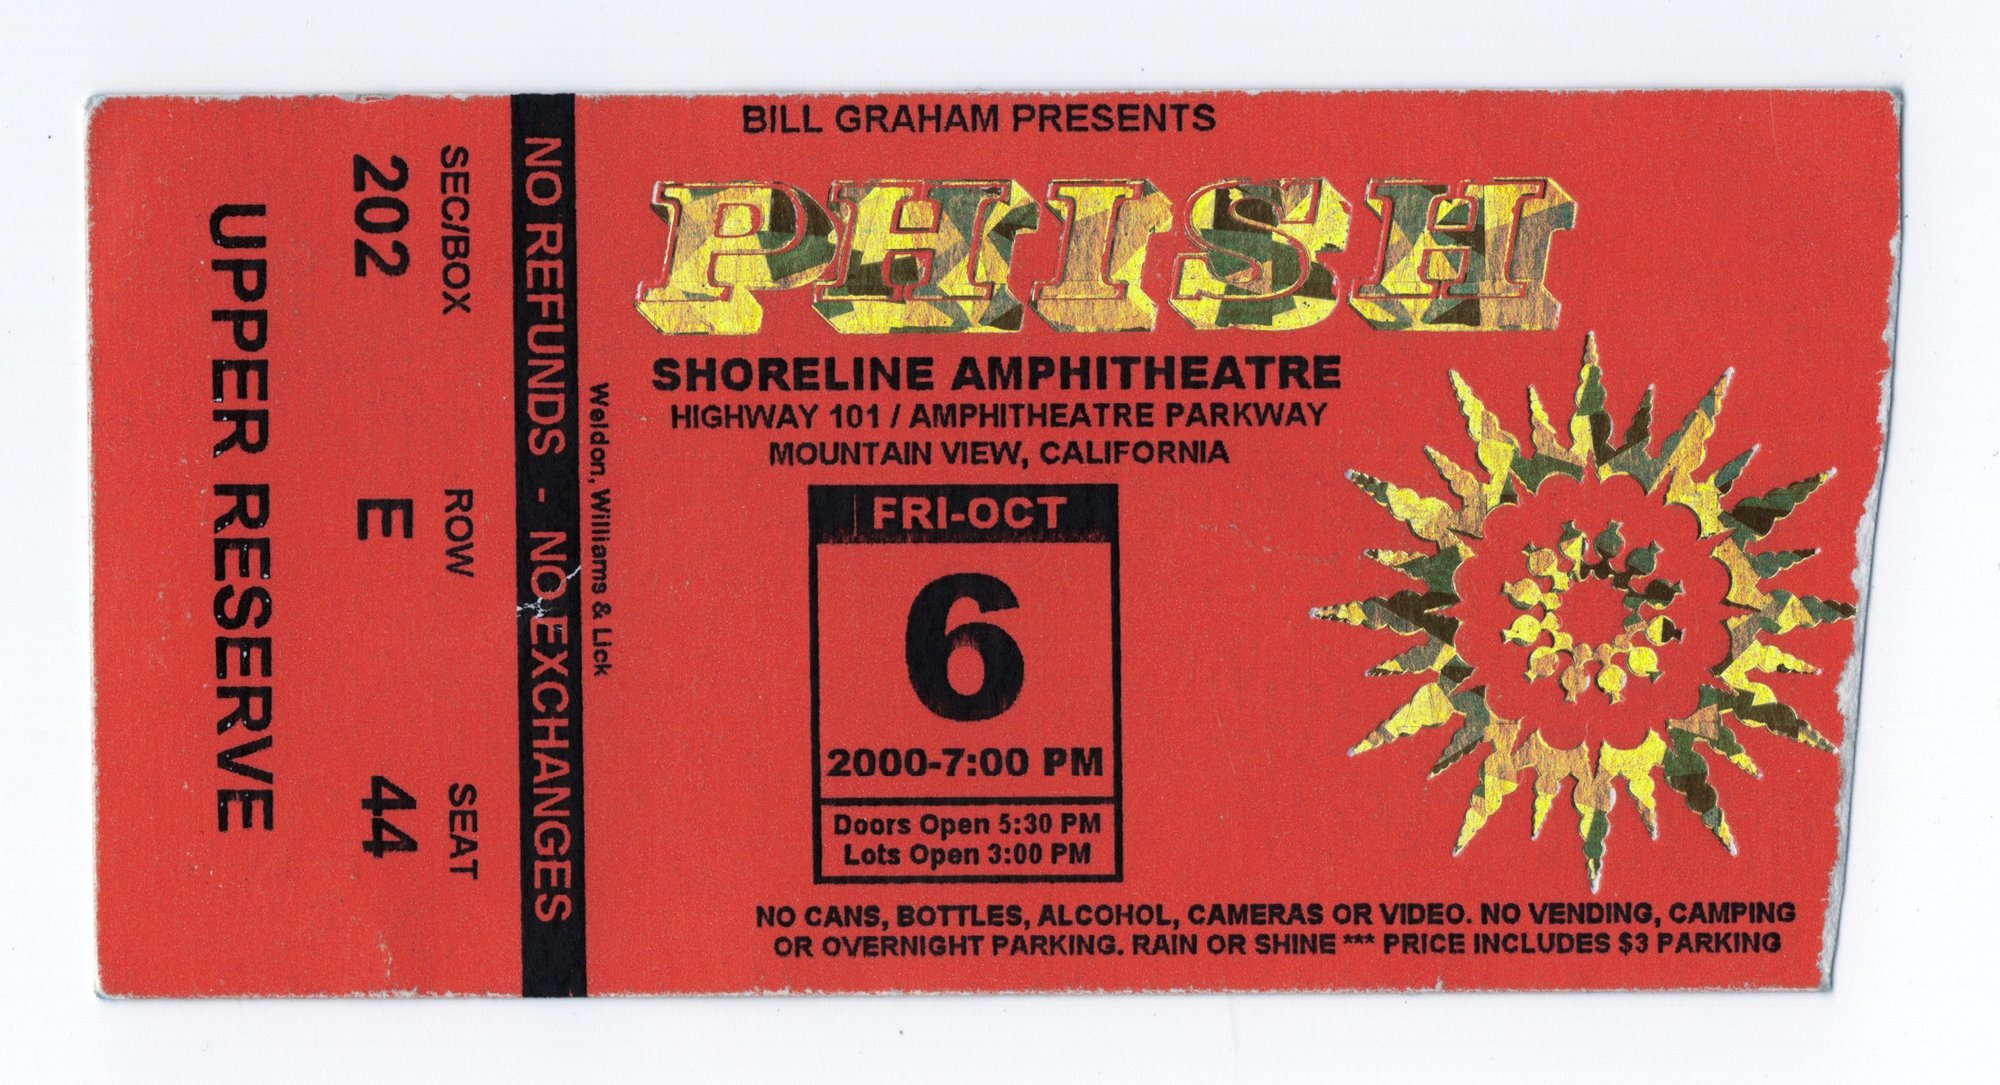 UPPER RESERVE
SEC/BOX ROW SEAT
202 E 44
NO REFUNDS - NO EXCHANGES
Weldon, Williams & Lick
BILL GRAHAM PRESENTS
PHISH
SHORELINE AMPHITHEATRE
HIGHWAY 101 / AMPHITHEATRE PARKWAY
MOUNTAIN VIEW, CALIFORNIA
FRI-OCT
6
2000-7:00 PM
Doors Open 5:30 PM
Lots Open 3:00 PM
NO CANS, BOTTLES, ALCOHOL, CAMERAS OR VIDEO. NO VENDING, CAMPING
OR OVERNIGHT PARKING. RAIN OR SHINE *** PRICE INCLUDES $3 PARKING